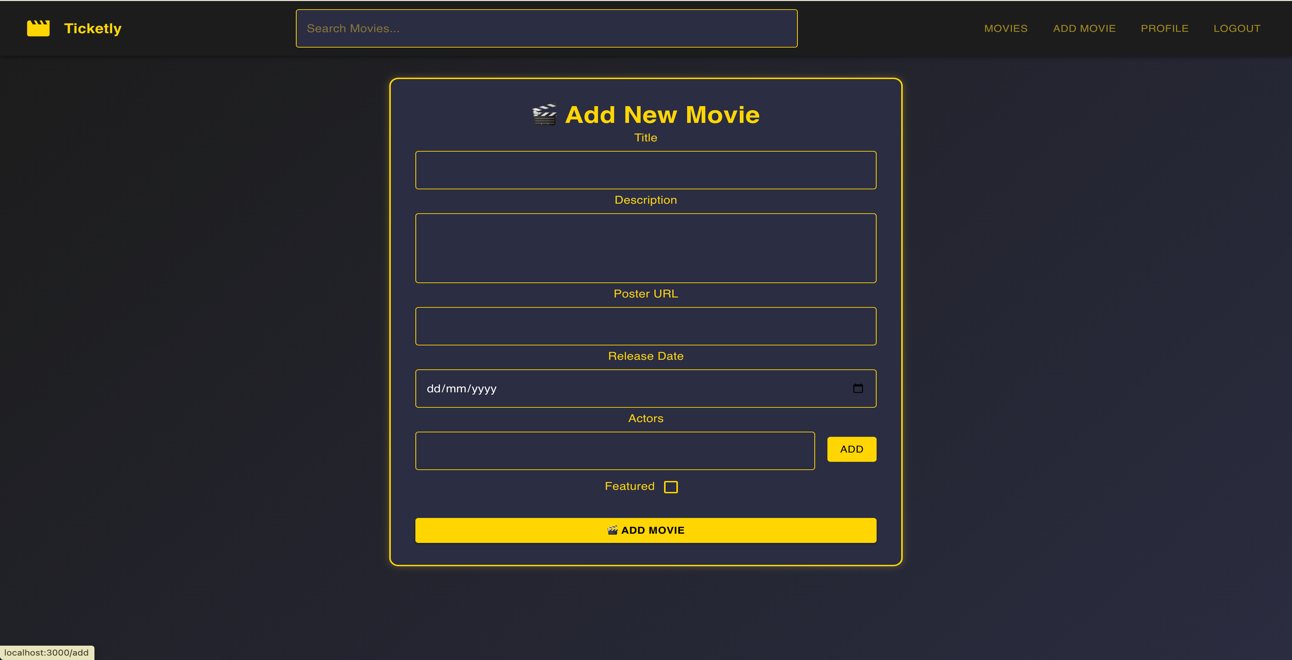 Ticketly
Search Movies...
MOVIES ADD MOVIE PROFILE LOGOUT
Add New Movie
Title
Description
Poster URL
Release Date
dd/mm/yyyy
Actors
ADD
Featured
ADD MOVIE
localhost:3000/add